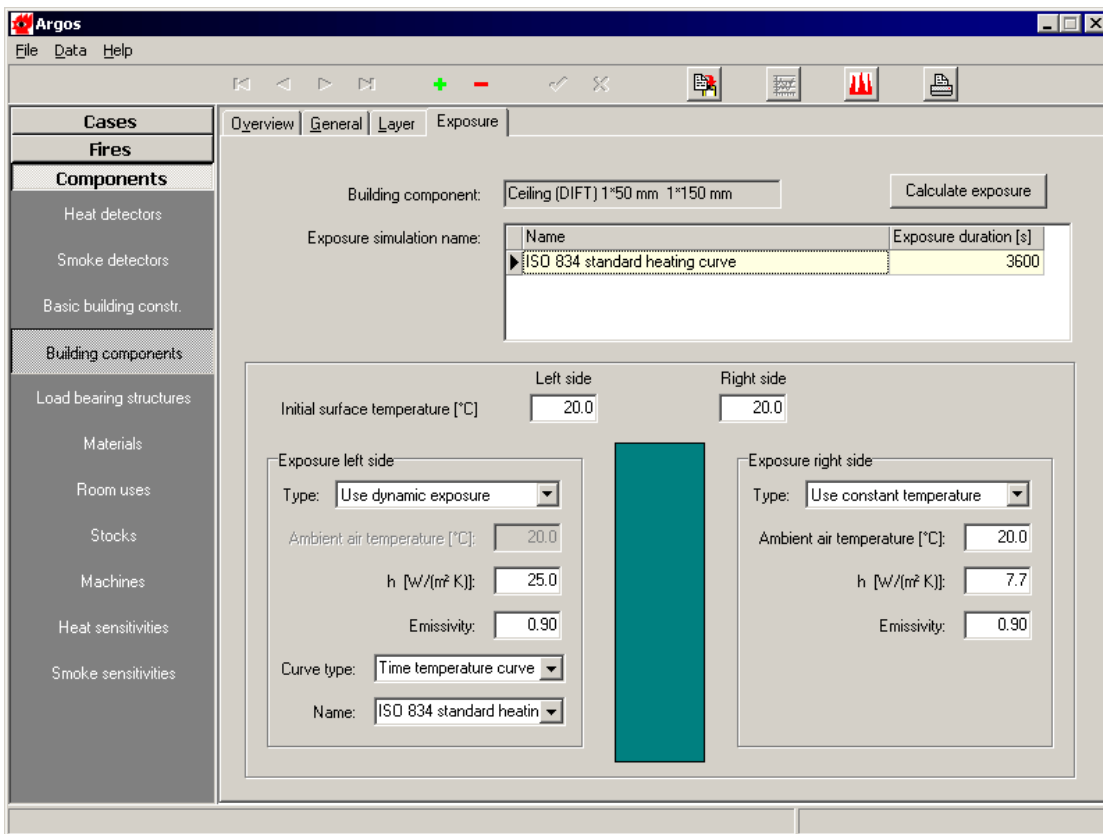 Argos
File Data Help
Cases
Fires
Components
Heat detectors
Smoke detectors
Basic building constr.
Building components
Load bearing structures
Materials
Room uses
Stocks
Machines
Heat sensitivities
Smoke sensitivities
Overview General Layer Exposure
Building component: Ceiling (DIFT) 1*50 mm 1*150 mm Calculate exposure
Exposure simulation name: Name Exposure duration [s]
ISO 834 standard heating curve 3600
Left side Right side
Initial surface temperature [°C] 20.0 20.0
Exposure left side
Type: Use dynamic exposure
Ambient air temperature [°C]: 20.0
h [W/(m² K)]: 25.0
Emissivity: 0.90
Curve type: Time temperature curve
Name: ISO 834 standard heatin
Exposure right side
Type: Use constant temperature
Ambient air temperature [°C]: 20.0
h [W/(m² K)]: 7.7
Emissivity: 0.90